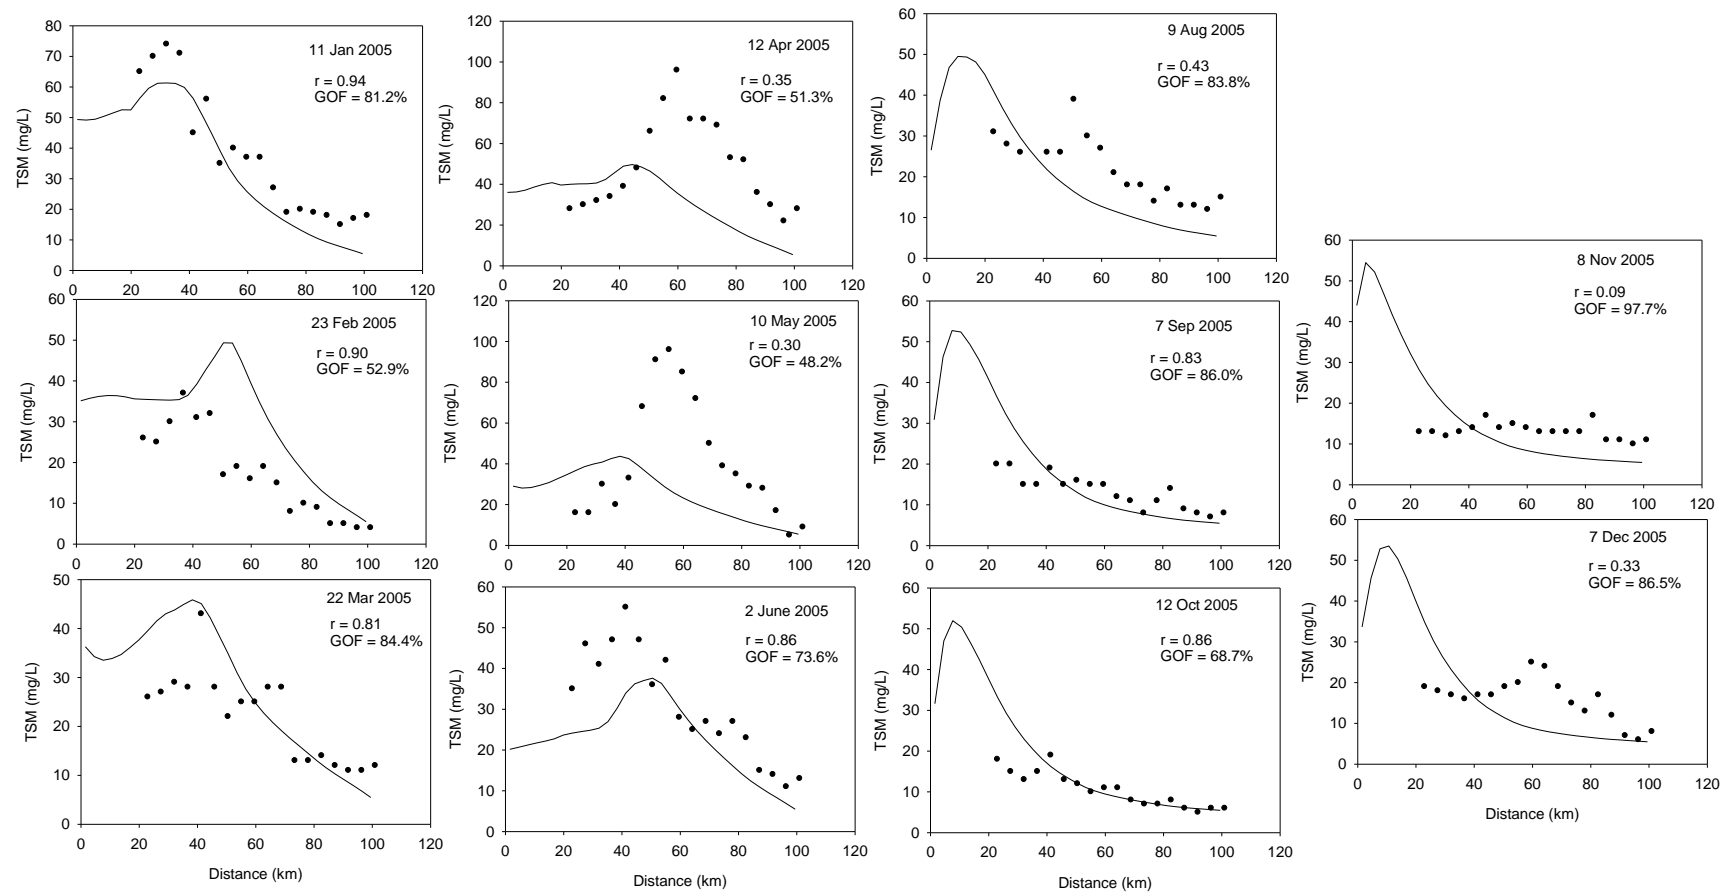 11 Jan 2005
r = 0.94
GOF = 81.2%
TSM (mg/L)
80
70
60
50
40
30
20
10
0
0 20 40 60 80 100 120
23 Feb 2005
r = 0.90
GOF = 52.9%
TSM (mg/L)
60
50
40
30
20
10
0
0 20 40 60 80 100 120
22 Mar 2005
r = 0.81
GOF = 84.4%
TSM (mg/L)
50
40
30
20
10
0
0 20 40 60 80 100 120
Distance (km)
12 Apr 2005
r = 0.35
GOF = 51.3%
TSM (mg/L)
120
100
80
60
40
20
0
0 20 40 60 80 100 120
10 May 2005
r = 0.30
GOF = 48.2%
TSM (mg/L)
120
100
80
60
40
20
0
0 20 40 60 80 100 120
2 June 2005
r = 0.86
GOF = 73.6%
TSM (mg/L)
60
50
40
30
20
10
0
0 20 40 60 80 100 120
Distance (km)
9 Aug 2005
r = 0.43
GOF = 83.8%
TSM (mg/L)
60
50
40
30
20
10
0
0 20 40 60 80 100 120
7 Sep 2005
r = 0.83
GOF = 86.0%
TSM (mg/L)
60
50
40
30
20
10
0
0 20 40 60 80 100 120
12 Oct 2005
r = 0.86
GOF = 68.7%
TSM (mg/L)
60
50
40
30
20
10
0
0 20 40 60 80 100 120
Distance (km)
8 Nov 2005
r = 0.09
GOF = 97.7%
TSM (mg/L)
60
50
40
30
20
10
0
0 20 40 60 80 100 120
7 Dec 2005
r = 0.33
GOF = 86.5%
TSM (mg/L)
60
50
40
30
20
10
0
0 20 40 60 80 100 120
Distance (km)